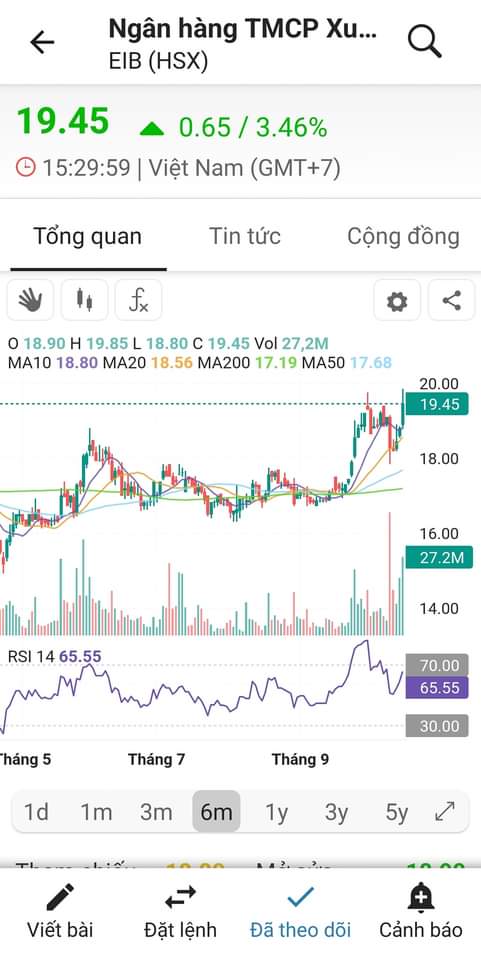 Ngân hàng TMCP Xu...
EIB (HSX)
19.45 0.65 / 3.46%
15:29:59 | Việt Nam (GMT+7)
Tổng quan Tin tức Cộng đồng
fx
O 18.90 H 19.85 L 18.80 C 19.45 Vol 27,2M
MA10 18.80 MA20 18.56 MA200 17.19 MA50 17.68
20.00
19.45
18.00
16.00
27.2M
14.00
RSI 14 65.55
70.00
65.55
30.00
Tháng 5 Tháng 7 Tháng 9
1d 1m 3m 6m 1y 3y 5y
Viết bài Đặt lệnh Đã theo dõi Cảnh báo